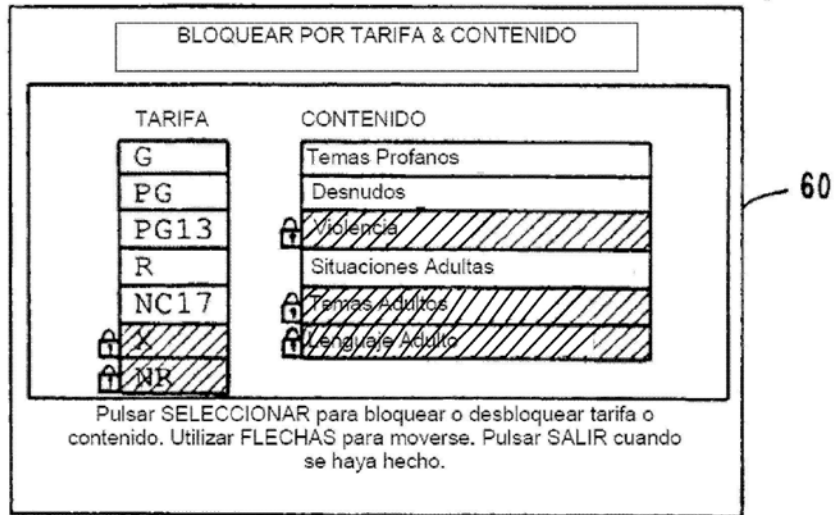 BLOQUEAR POR TARIFA & CONTENIDO
TARIFA CONTENIDO
G Temas Profanos
PG Desnudos
PG13 Violencia
R Situaciones Adultas
NC17 Temas Adultos
X Lenguaje Adulto
NR
Pulsar SELECCIONAR para bloquear o desbloquear tarifa o
contenido. Utilizar FLECHAS para moverse. Pulsar SALIR cuando
se haya hecho.
60